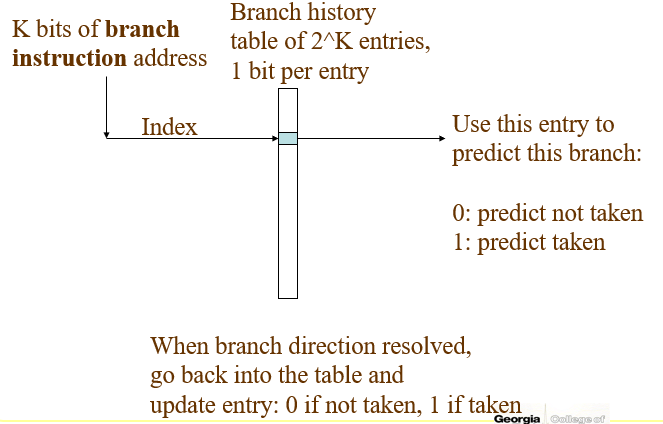 K bits of branch
instruction address
Branch history
table of 2^K entries,
1 bit per entry
Index
Use this entry to
predict this branch:
0: predict not taken
1: predict taken
When branch direction resolved,
go back into the table and
update entry: 0 if not taken, 1 if taken
Georgia College of